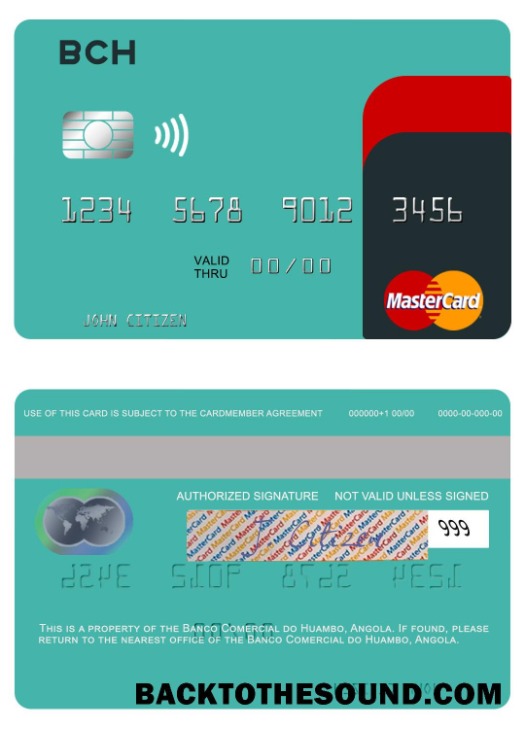 BCH
1234 5678 9012 3456
VALID
THRU 00/00
MasterCard
JOHN CITIZEN
USE OF THIS CARD IS SUBJECT TO THE CARDMEMBER AGREEMENT 000000+1 00/00 0000-00-000-00
AUTHORIZED SIGNATURE NOT VALID UNLESS SIGNED
J. Citizen 999
THIS IS A PROPERTY OF THE BANCO COMERCIAL DO HUAMBO, ANGOLA. IF FOUND, PLEASE
RETURN TO THE NEAREST OFFICE OF THE BANCO COMERCIAL DO HUAMBO, ANGOLA.
BACKTOTHESOUND.COM